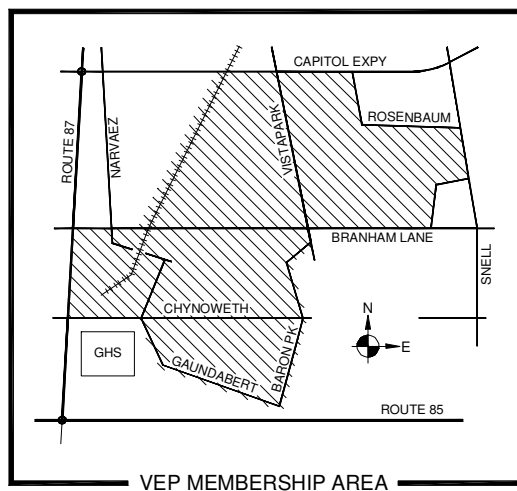 CAPITOL EXPY
ROSENBAUM
ROUTE 87
NARVAEZ
VISTAPARK
BRANHAM LANE
SNELL
CHYNOWETH
N
E
GHS
GAUNDABERT
BARON PK
ROUTE 85
VEP MEMBERSHIP AREA